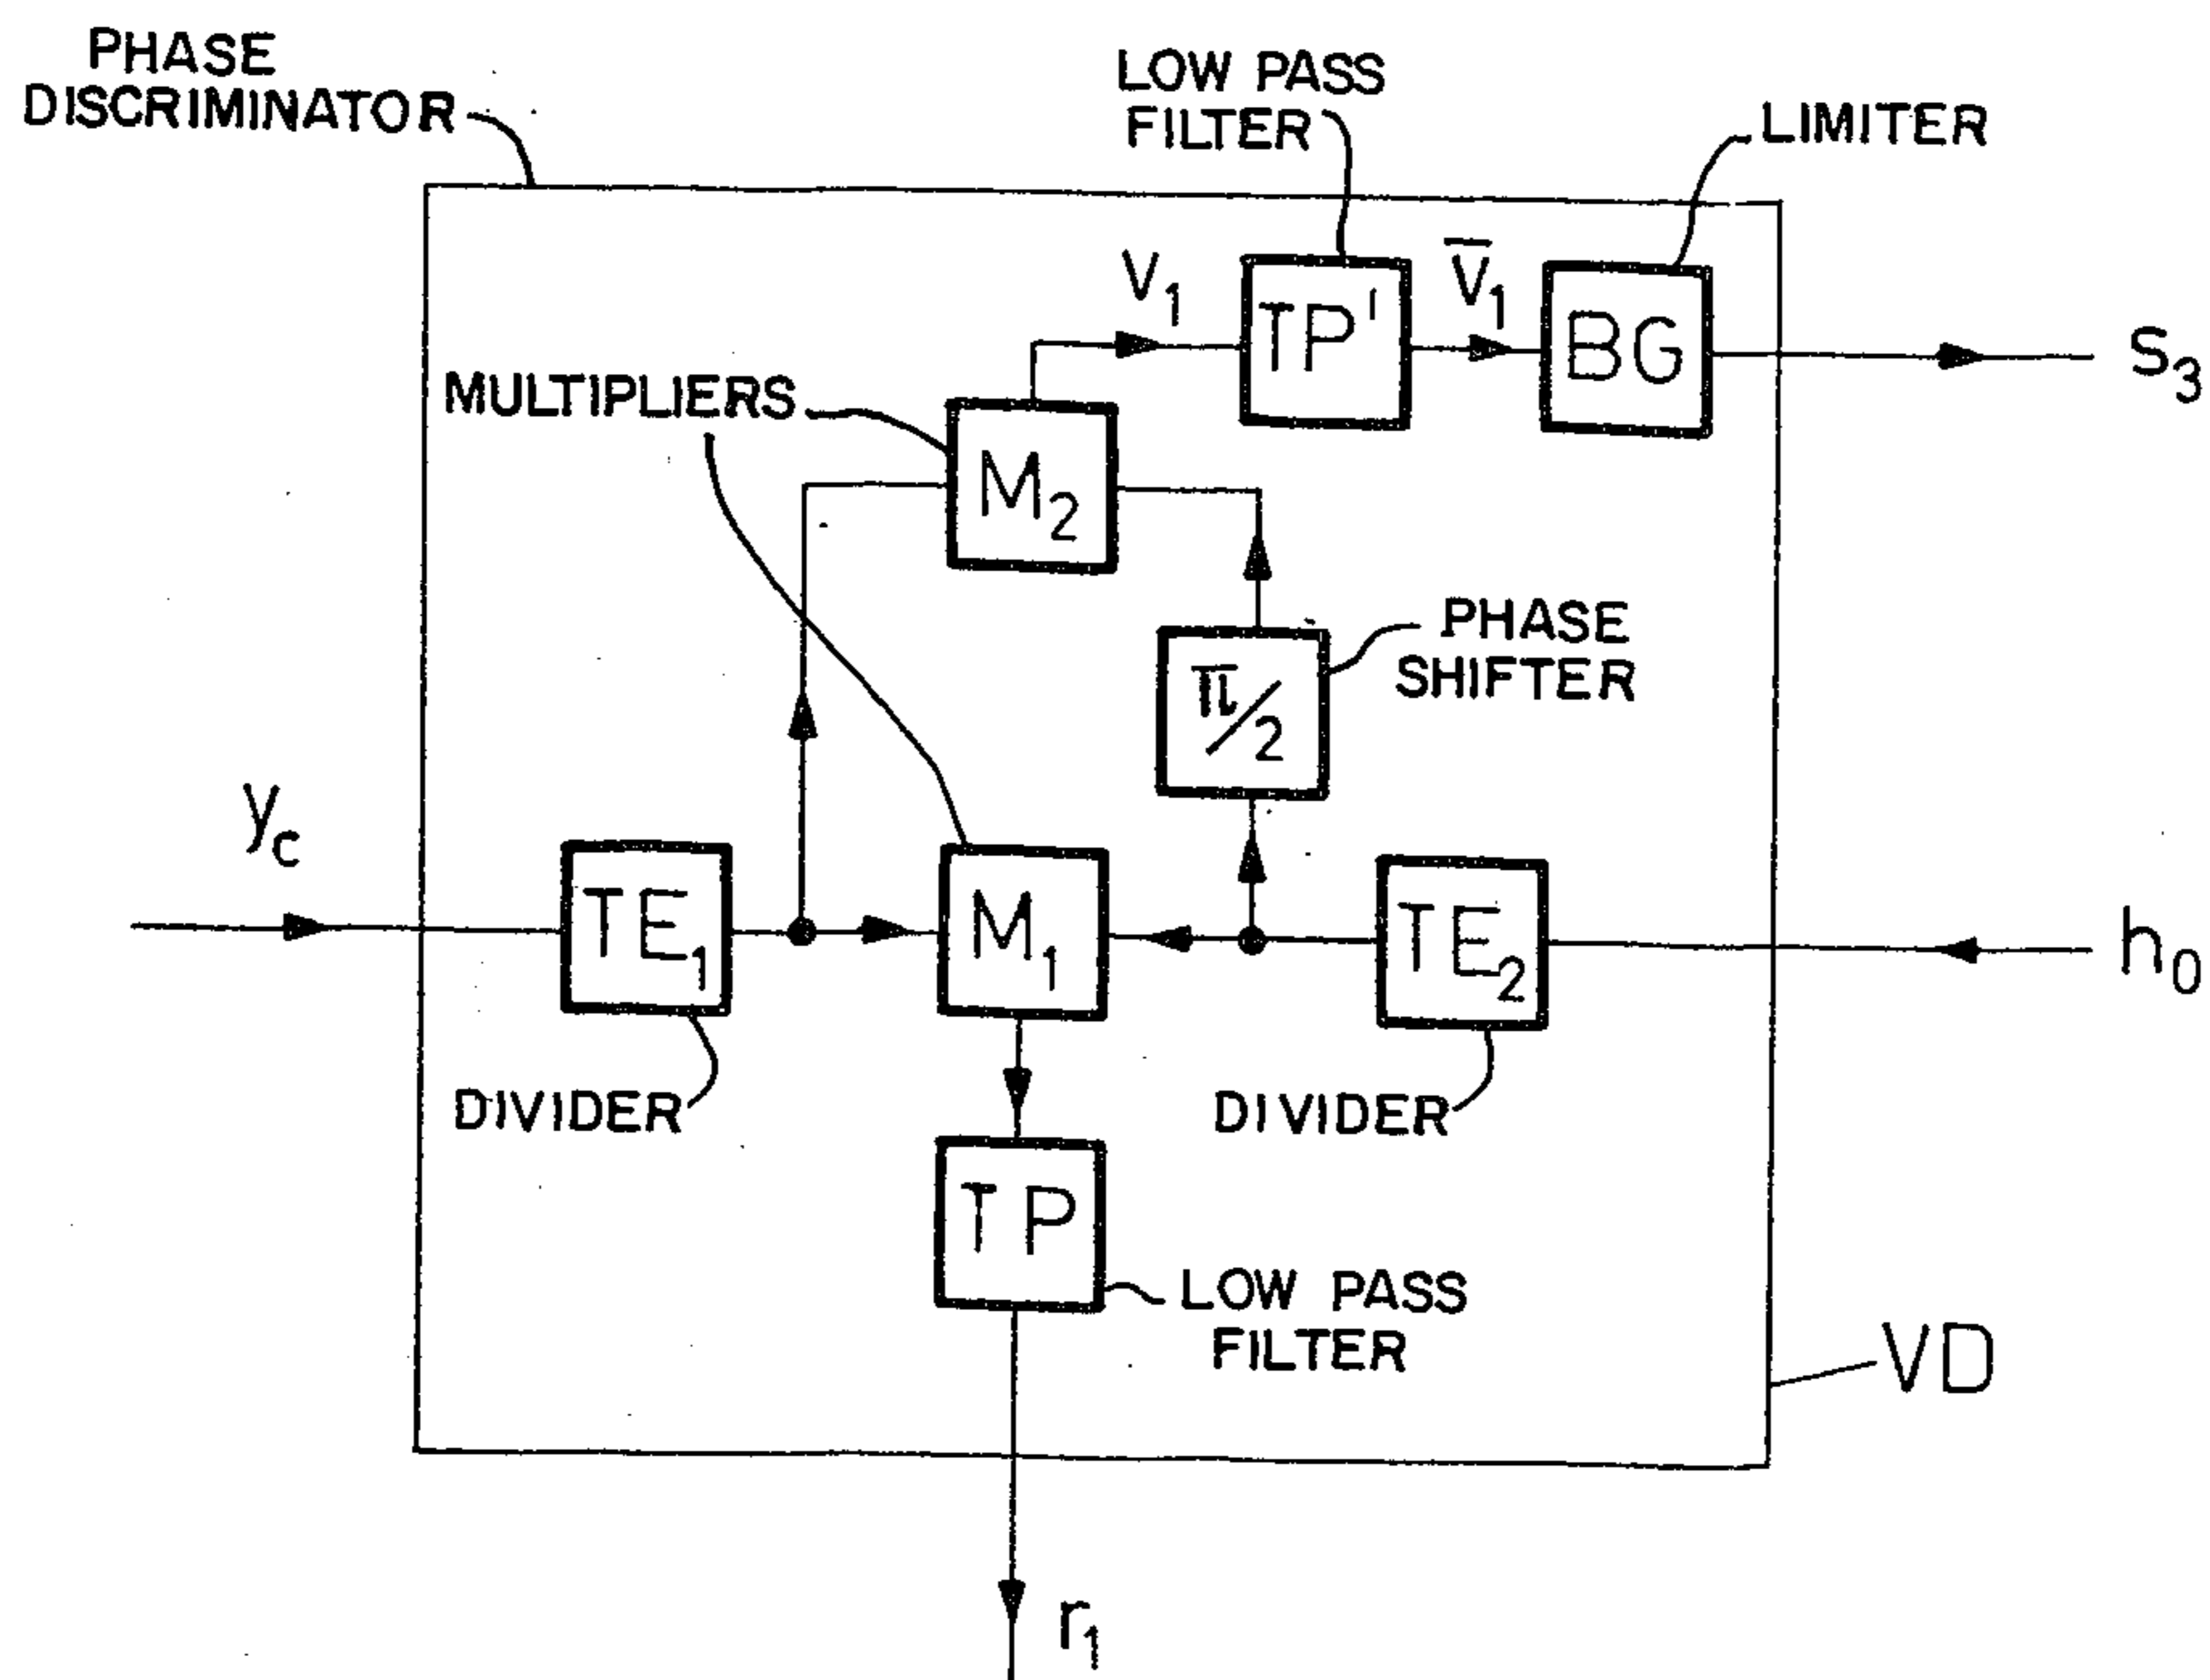 PHASE
DISCRIMINATOR
LOW PASS
FILTER
LIMITER
V₁
TP'
V̅₁
BG
S₃
MULTIPLIERS
M₂
PHASE
SHIFTER
π/2
y_c
TE₁
M₁
TE₂
h₀
DIVIDER
DIVIDER
TP
LOW PASS
FILTER
VD
r₁